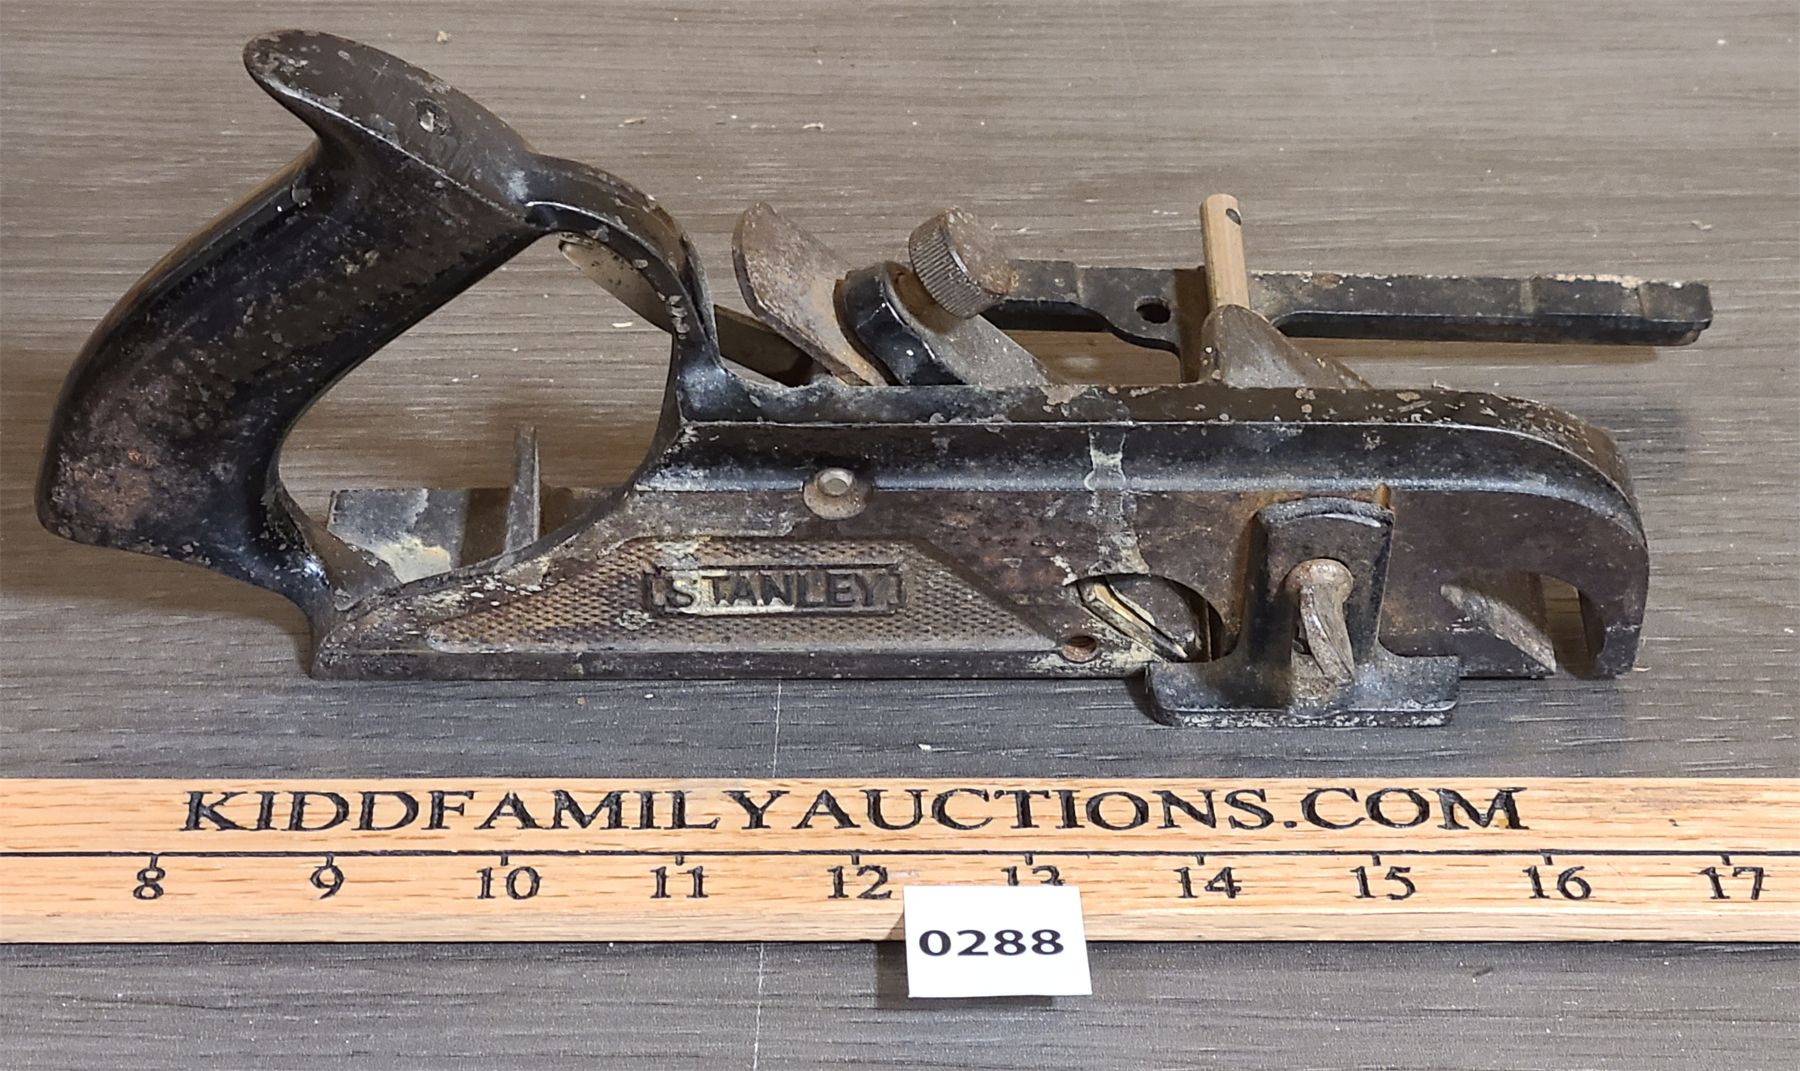 STANLEY
KIDDFAMILYAUCTIONS.COM
8 9 10 11 12 13 14 15 16 17
0288